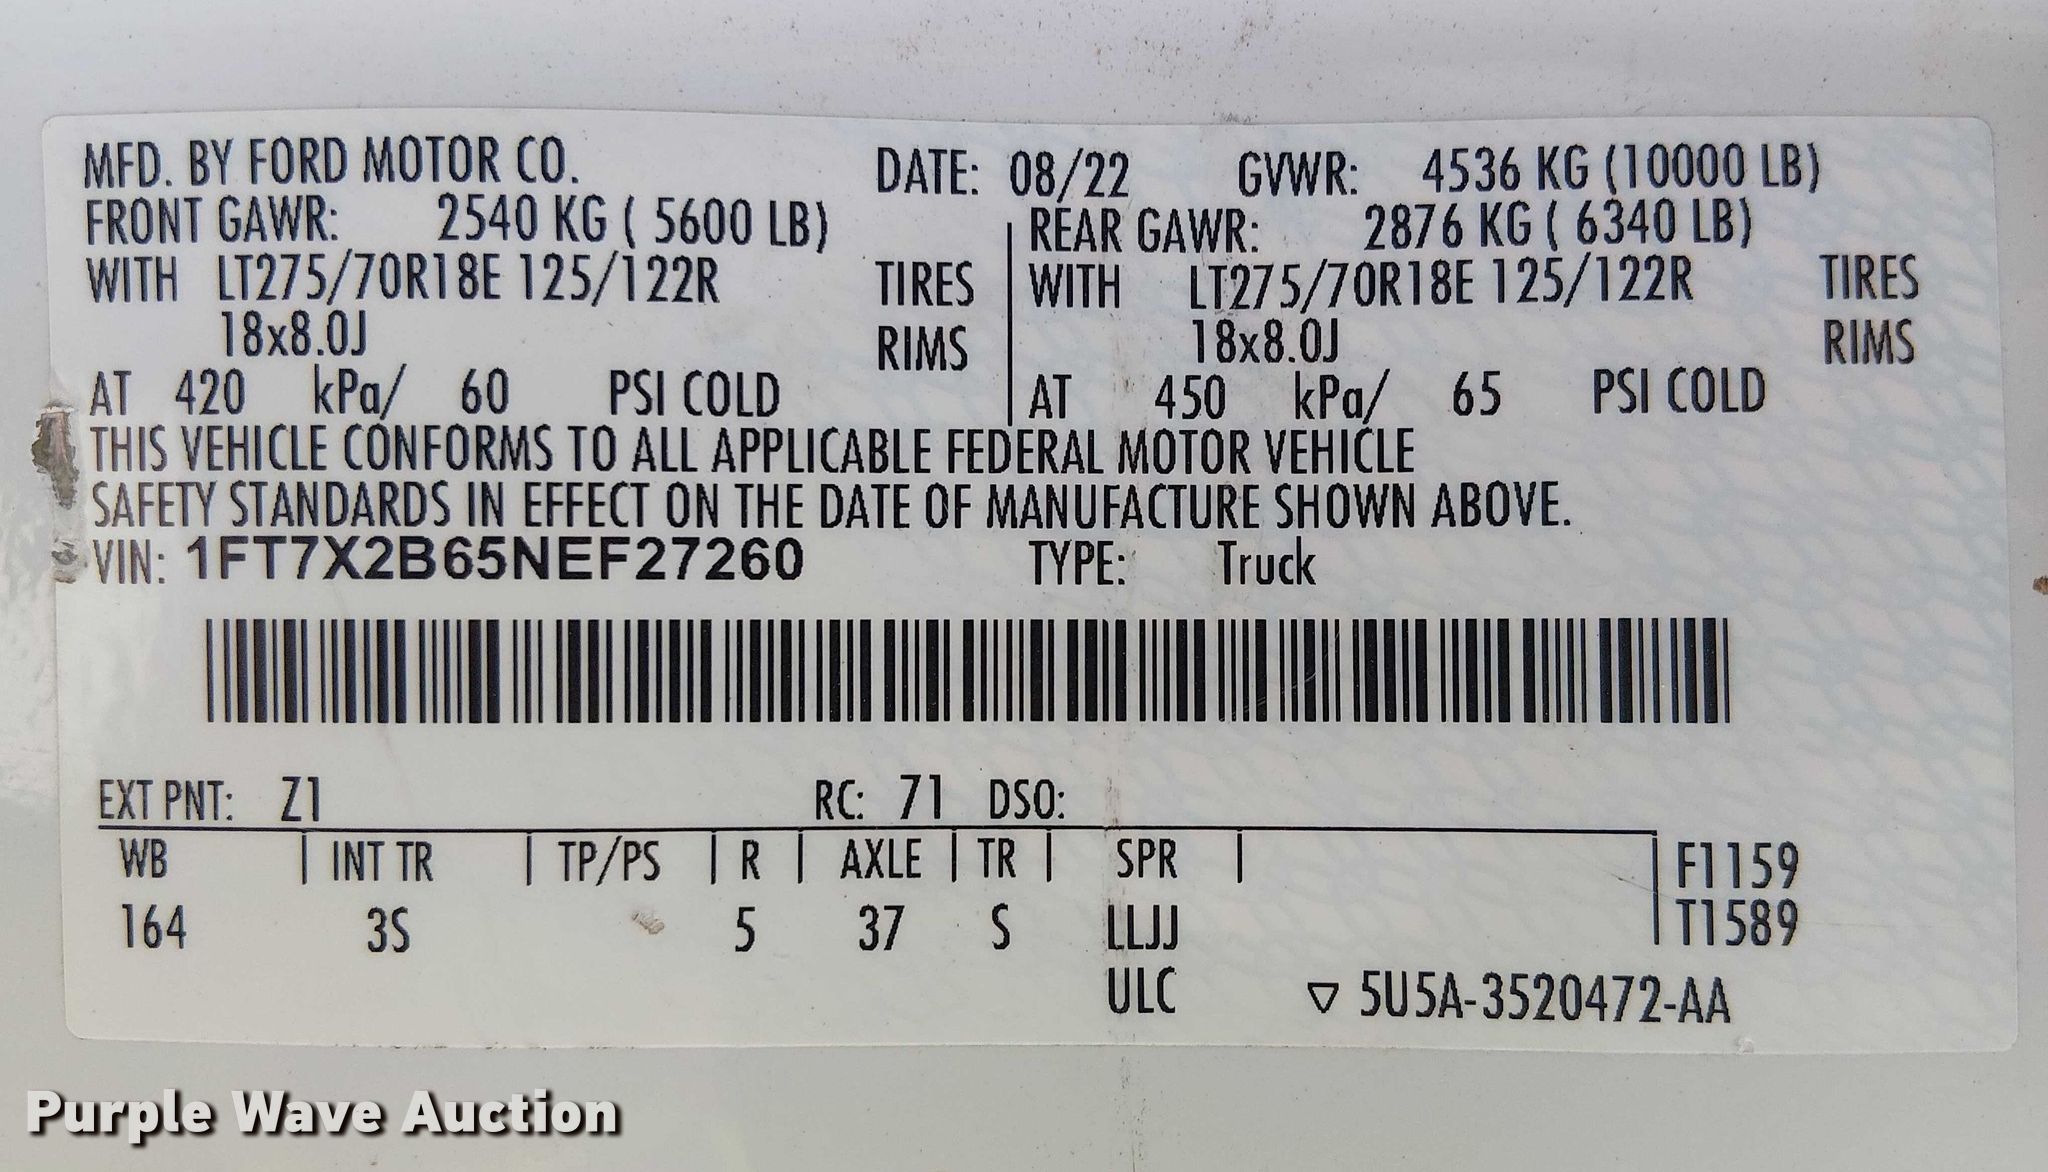 MFD. BY FORD MOTOR CO. DATE: 08/22 GVWR: 4536 KG (10000 LB)
FRONT GAWR: 2540 KG ( 5600 LB) REAR GAWR: 2876 KG ( 6340 LB)
WITH LT275/70R18E 125/122R TIRES WITH LT275/70R18E 125/122R TIRES
18x8.0J RIMS 18x8.0J RIMS
AT 420 kPa/ 60 PSI COLD AT 450 kPa/ 65 PSI COLD
THIS VEHICLE CONFORMS TO ALL APPLICABLE FEDERAL MOTOR VEHICLE
SAFETY STANDARDS IN EFFECT ON THE DATE OF MANUFACTURE SHOWN ABOVE.
VIN: 1FT7X2B65NEF27260 TYPE: Truck
EXT PNT: Z1 RC: 71 DSO:
WB | INT TR | TP/PS | R | AXLE | TR | SPR | F1159
164 3S 5 37 S LLJJ T1589
ULC ▽ 5U5A-3520472-AA
Purple Wave Auction